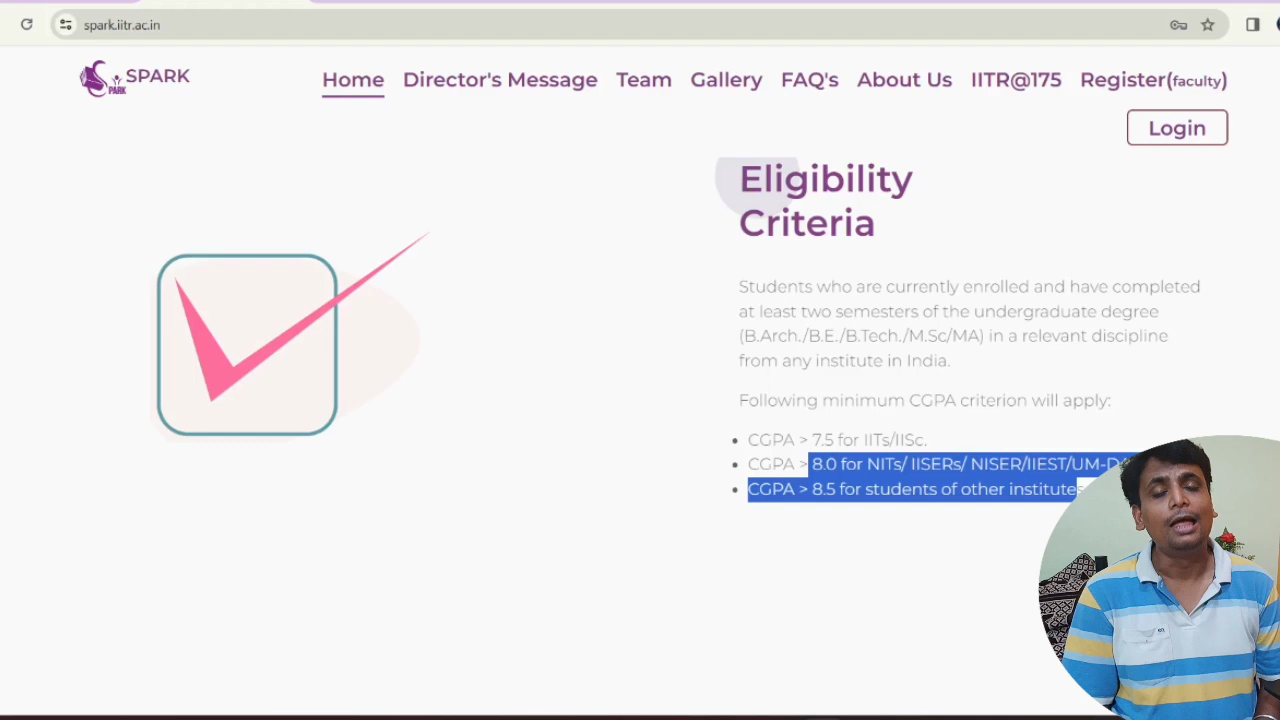 spark.iitr.ac.in
SPARK
PARK
Home Director's Message Team Gallery FAQ's About Us IITR@175 Register(faculty)
Login
Eligibility
Criteria
Students who are currently enrolled and have completed
at least two semesters of the undergraduate degree
(B.Arch./B.E./B.Tech./M.Sc/MA) in a relevant discipline
from any institute in India.
Following minimum CGPA criterion will apply:
• CGPA > 7.5 for IITs/IISc.
• CGPA > 8.0 for NITs/ IISERs/ NISER/IIEST/
• CGPA > 8.5 for students of other institutes